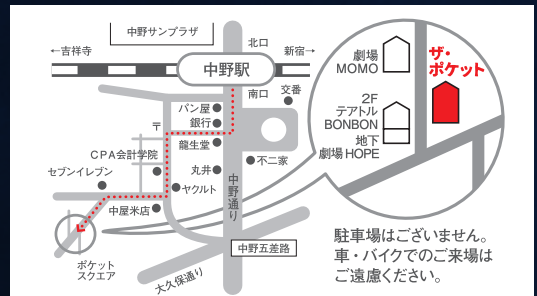 中野サンプラザ
北口
←吉祥寺
新宿→
中野駅
南口
交番
パン屋
銀行
〒
龍生堂
CPA会計学院
不二家
セブンイレブン
丸井
ヤクルト
中野通り
中屋米店
中野五差路
ポケット
スクエア
大久保通り
劇場
MOMO
ザ・
ポケット
2F
テアトル
BONBON
地下
劇場HOPE
駐車場はございません。
車・バイクでのご来場は
ご遠慮ください。